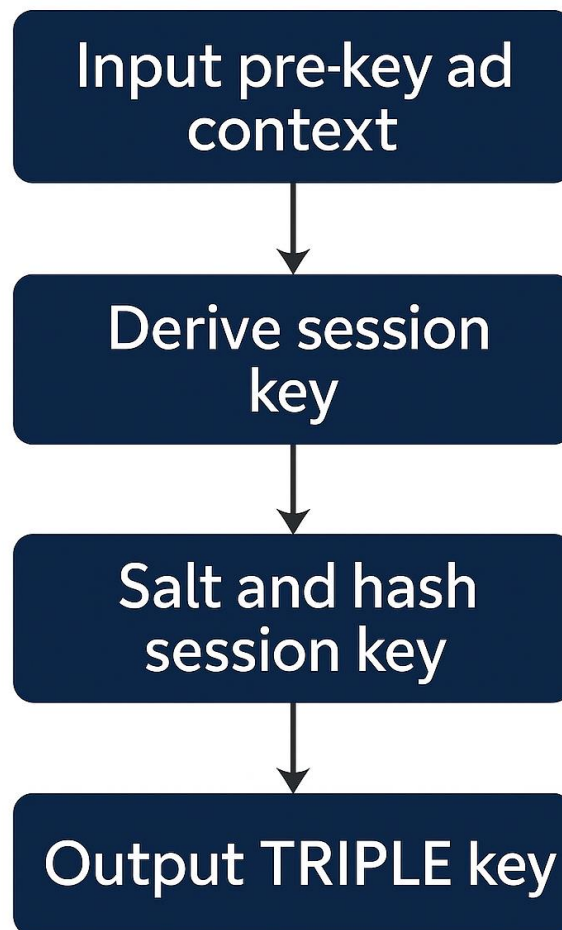 Input pre-key ad
context
Derive session
key
Salt and hash
session key
Output TRIPLE key